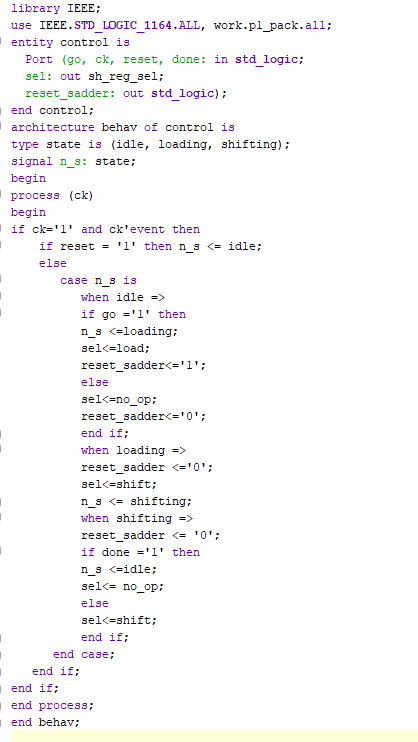 library IEEE;
use IEEE.STD_LOGIC_1164.ALL, work.p1_pack.all;
entity control is
Port (go, ck, reset, done: in std_logic;
sel: out sh_reg_sel;
reset_sadder: out std_logic);
end control;
architecture behav of control is
type state is (idle, loading, shifting);
signal n_s: state;
begin
process (ck)
begin
if ck='1' and ck'event then
if reset = '1' then n_s <= idle;
else
case n_s is
when idle =>
if go ='1' then
n_s <=loading;
sel<=load;
reset_sadder<='1';
else
sel<=no_op;
reset_sadder<='0';
end if;
when loading =>
reset_sadder <='0';
sel<=shift;
n_s <= shifting;
when shifting =>
reset_sadder <= '0';
if done ='1' then
n_s <=idle;
sel<= no_op;
else
sel<=shift;
end if;
end case;
end if;
end if;
end process;
end behav;